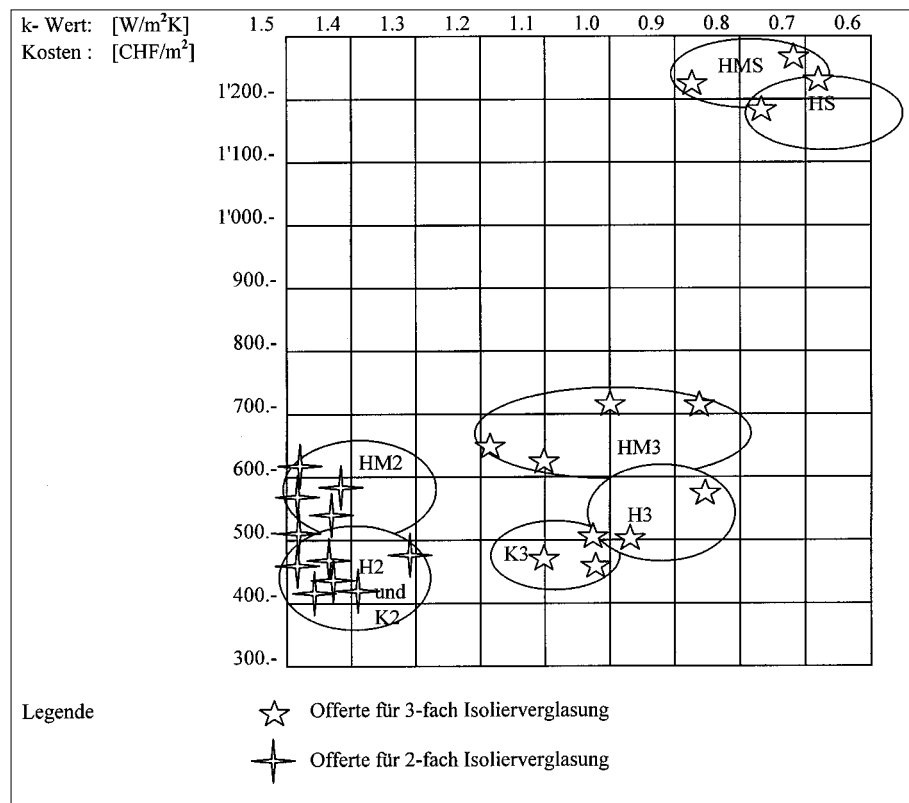 k- Wert: [W/m²K] 1.5 1.4 1.3 1.2 1.1 1.0 0.9 0.8 0.7 0.6
Kosten : [CHF/m²]
HMS
1'200.-
HS
1'100.-
1'000.-
900.-
800.-
700.-
HM3
HM2
600.-
H3
500.-
K3
H2
und
400.-
K2
300.-
Legende
Offerte für 3-fach Isolierverglasung
Offerte für 2-fach Isolierverglasung